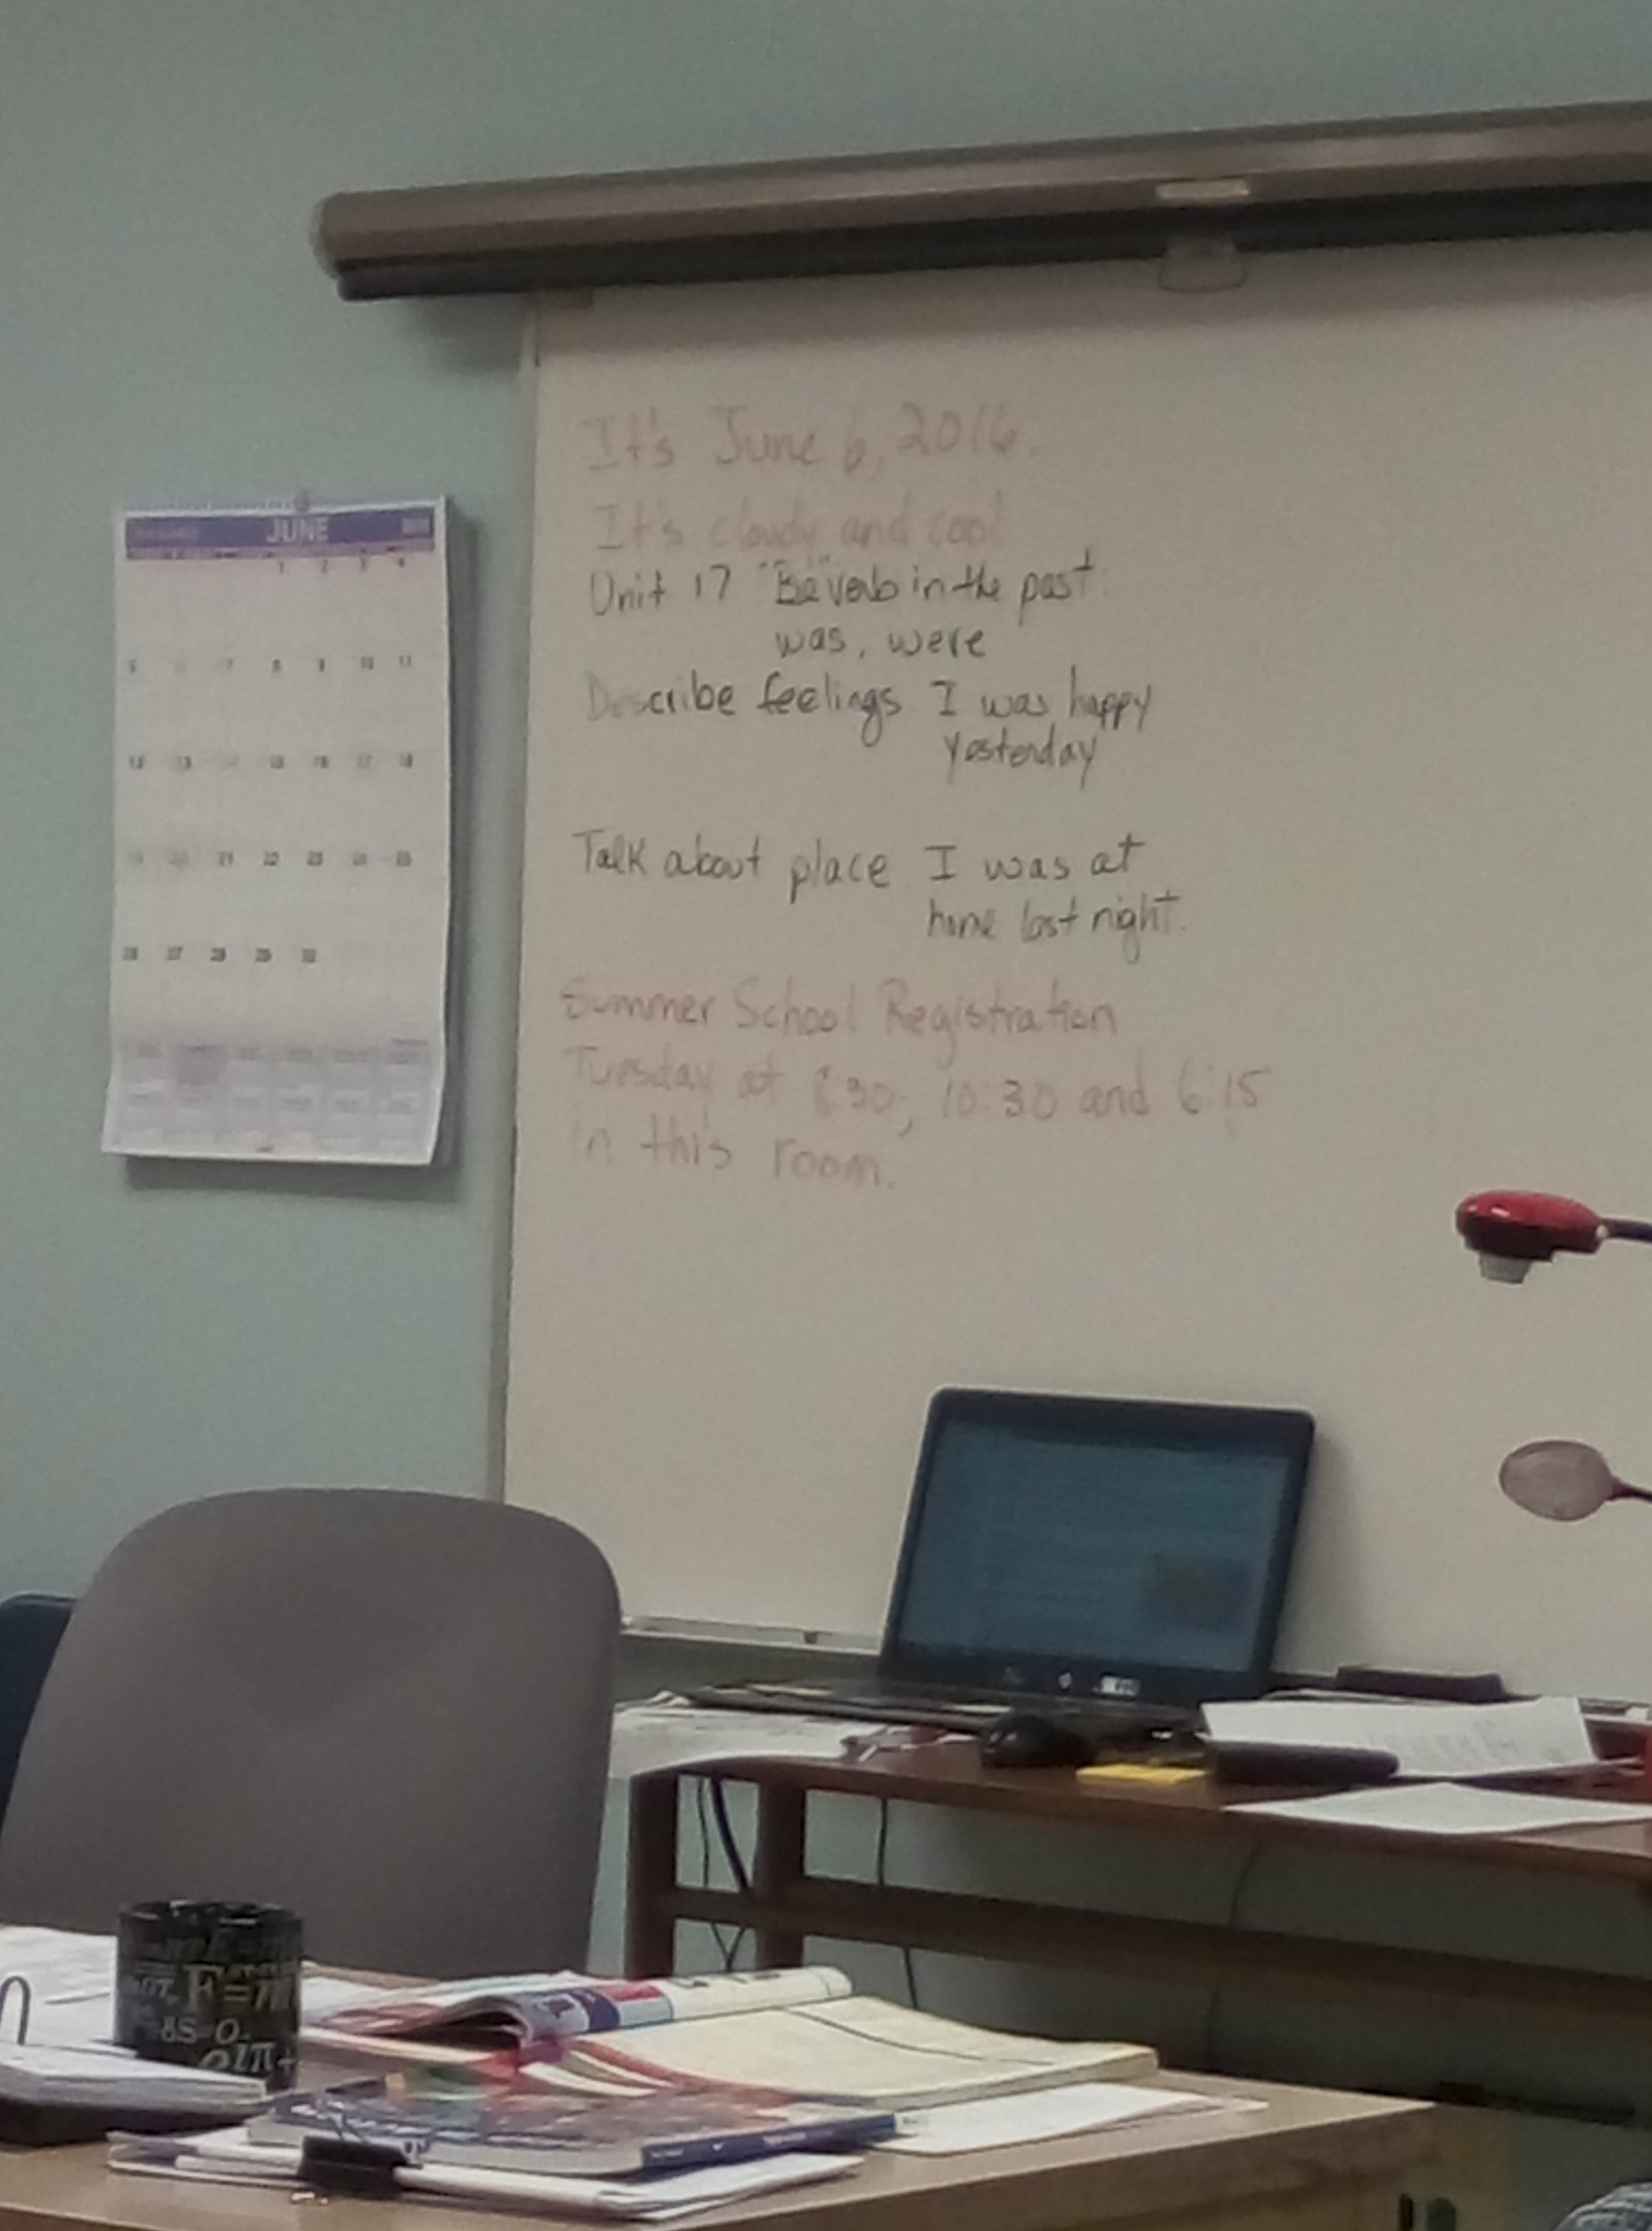 It's June 6, 2016.
It's cloudy and cool
Unit 17 "Be" verb in the past:
was, were
Describe feelings I was happy
yesterday
Talk about place I was at
home last night.
Summer School Registration
Tuesday at 8:30, 10:30 and 6:15
in this room.
JUNE
1 2 3 4
5 6 7 8 9 10 11
12 13 14 15 16 17 18
19 20 21 22 23 24 25
26 27 28 29 30
F=m
&S=0
eiπ+